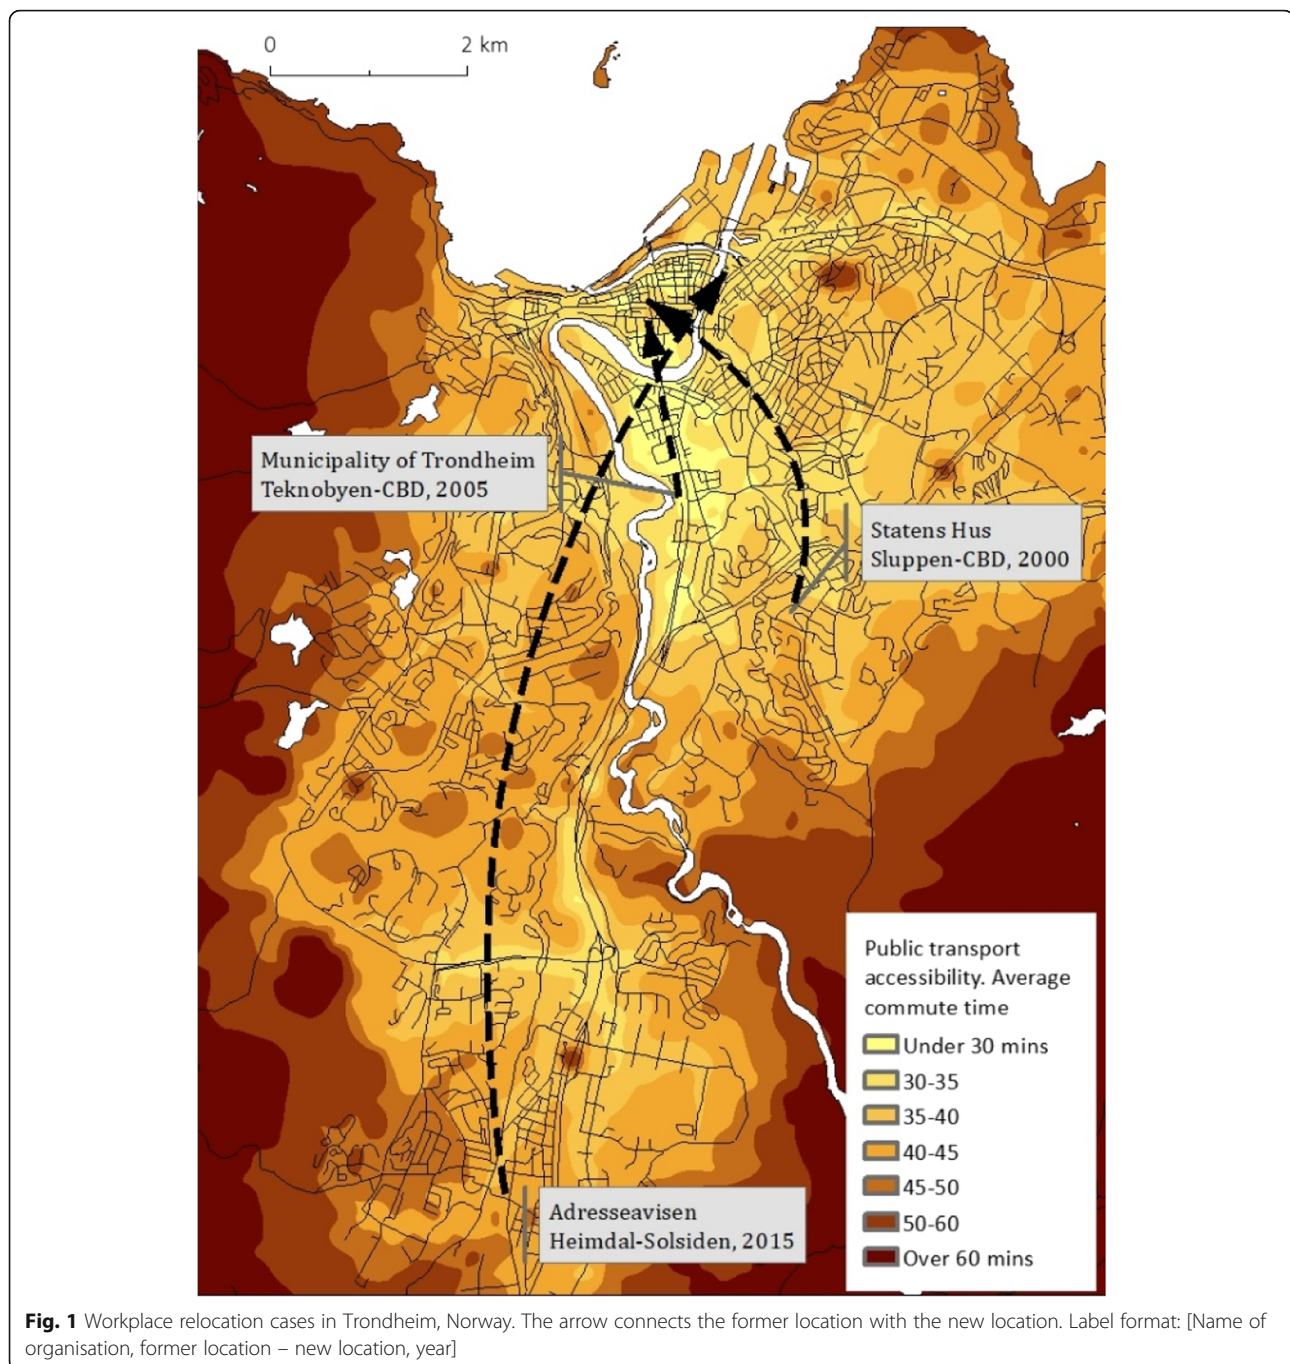 0 2 km
Municipality of Trondheim
Teknobyen-CBD, 2005
Statens Hus
Sluppen-CBD, 2000
Public transport
accessibility. Average
commute time
Under 30 mins
30-35
35-40
40-45
45-50
50-60
Over 60 mins
Adresseavisen
Heimdal-Solsiden, 2015
Fig. 1 Workplace relocation cases in Trondheim, Norway. The arrow connects the former location with the new location. Label format: [Name of
organisation, former location – new location, year]